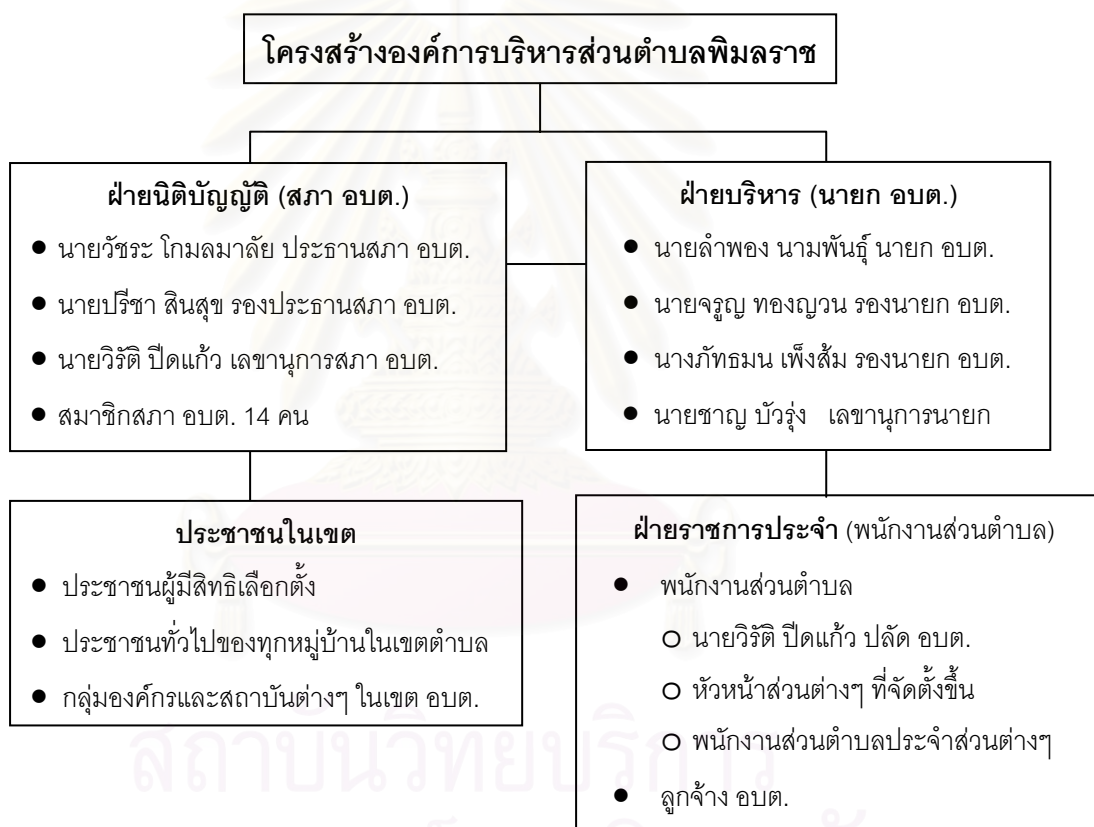 โครงสร้างองค์การบริหารส่วนตำบลพิมลราช
ฝ่ายนิติบัญญัติ (สภา อบต.)
● นายวัชระ โกมลมาลัย ประธานสภา อบต.
● นายปรีชา สินสุข รองประธานสภา อบต.
● นายวิรัติ ปีดแก้ว เลขานุการสภา อบต.
● สมาชิกสภา อบต. 14 คน
ฝ่ายบริหาร (นายก อบต.)
● นายลำพอง นามพันธุ์ นายก อบต.
● นายจรูญ ทองญวน รองนายก อบต.
● นางภัทธมน เพ็งส้ม รองนายก อบต.
● นายชาญ บัวรุ่ง เลขานุการนายก
ประชาชนในเขต
● ประชาชนผู้มีสิทธิเลือกตั้ง
● ประชาชนทั่วไปของทุกหมู่บ้านในเขตตำบล
● กลุ่มองค์กรและสถาบันต่างๆ ในเขต อบต.
ฝ่ายราชการประจำ (พนักงานส่วนตำบล)
● พนักงานส่วนตำบล
o นายวิรัติ ปีดแก้ว ปลัด อบต.
o หัวหน้าส่วนต่างๆ ที่จัดตั้งขึ้น
o พนักงานส่วนตำบลประจำส่วนต่างๆ
● ลูกจ้าง อบต.
สถาบันวิทยบริการ